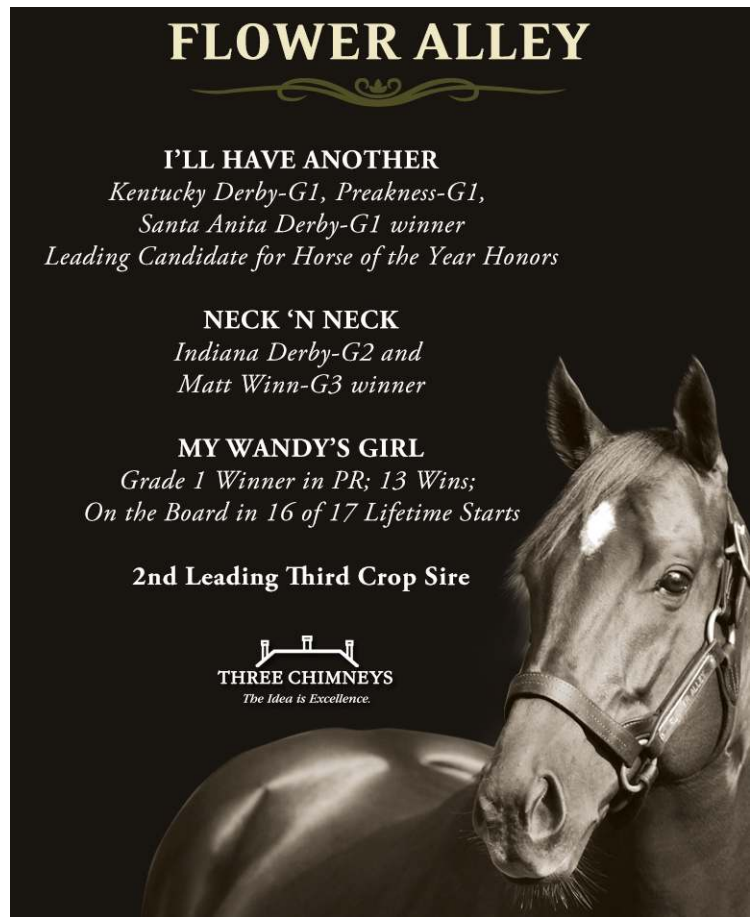 FLOWER ALLEY
I'LL HAVE ANOTHER
Kentucky Derby-G1, Preakness-G1,
Santa Anita Derby-G1 winner
Leading Candidate for Horse of the Year Honors
NECK ‘N NECK
Indiana Derby-G2 and
Matt Winn-G3 winner
MY WANDY'S GIRL
Grade 1 Winner in PR; 13 Wins;
On the Board in 16 of 17 Lifetime Starts
2nd Leading Third Crop Sire
THREE CHIMNEYS
The Idea is Excellence.
ALLEY